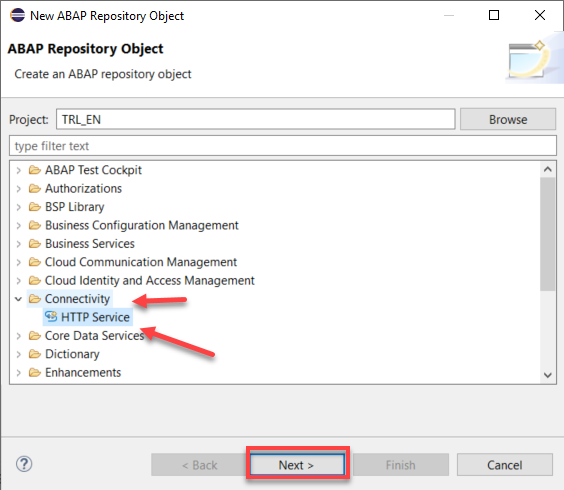 New ABAP Repository Object
ABAP Repository Object
Create an ABAP repository object
Project: TRL_EN Browse
type filter text
ABAP Test Cockpit
Authorizations
BSP Library
Business Configuration Management
Business Services
Cloud Communication Management
Cloud Identity and Access Management
Connectivity
HTTP Service
Core Data Services
Dictionary
Enhancements
? < Back Next > Finish Cancel